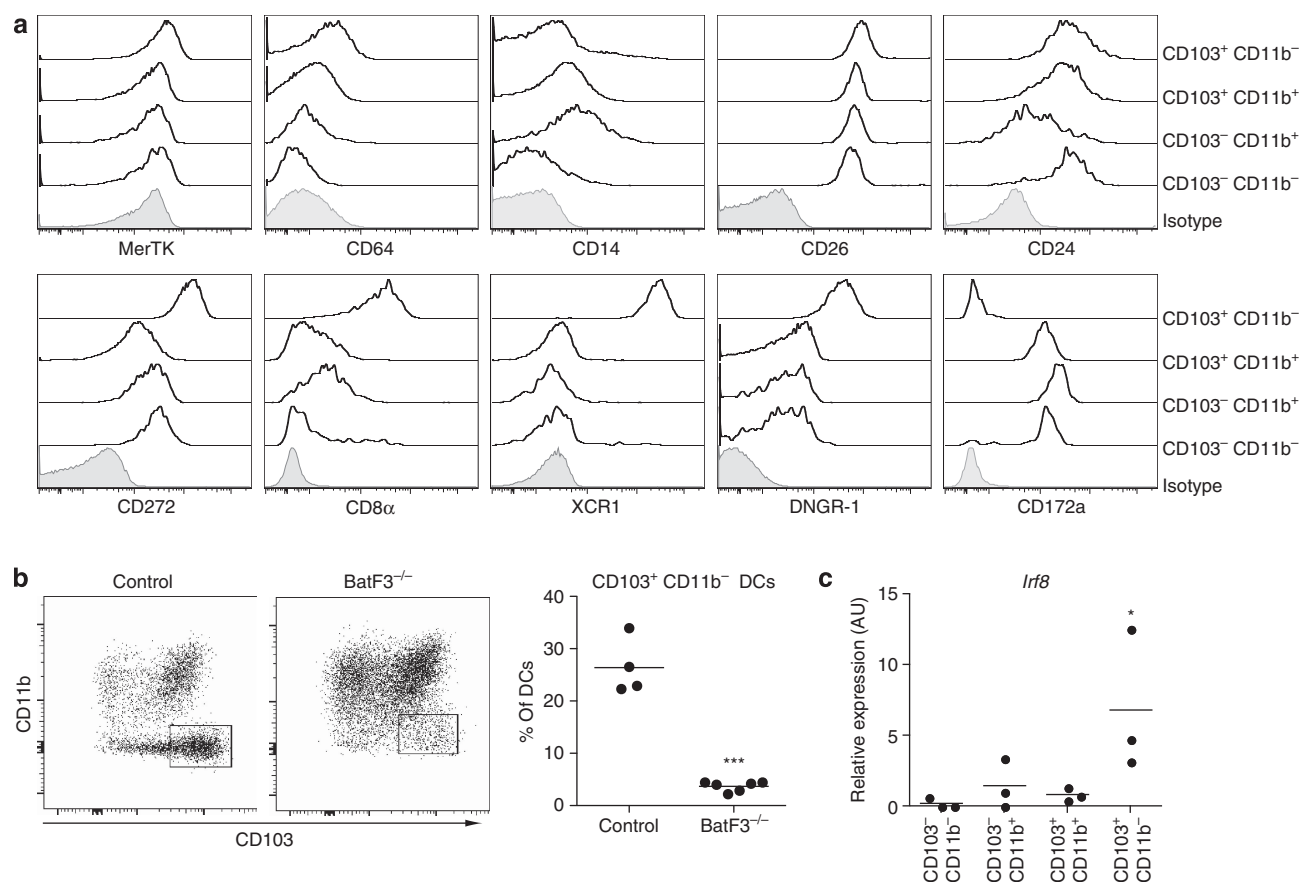 a
CD103⁺ CD11b⁻
CD103⁺ CD11b⁺
CD103⁻ CD11b⁺
CD103⁻ CD11b⁻
Isotype
MerTK CD64 CD14 CD26 CD24
CD103⁺ CD11b⁻
CD103⁺ CD11b⁺
CD103⁻ CD11b⁺
CD103⁻ CD11b⁻
Isotype
CD272 CD8α XCR1 DNGR-1 CD172a
b
Control BatF3⁻/⁻
CD11b
CD103
CD103⁺ CD11b⁻ DCs
% Of DCs
40
30
20
10
0
***
Control BatF3⁻/⁻
c
Irf8
Relative expression (AU)
15
10
5
0
*
CD103⁻
CD11b⁻
CD103⁻
CD11b⁺
CD103⁺
CD11b⁺
CD103⁺
CD11b⁻